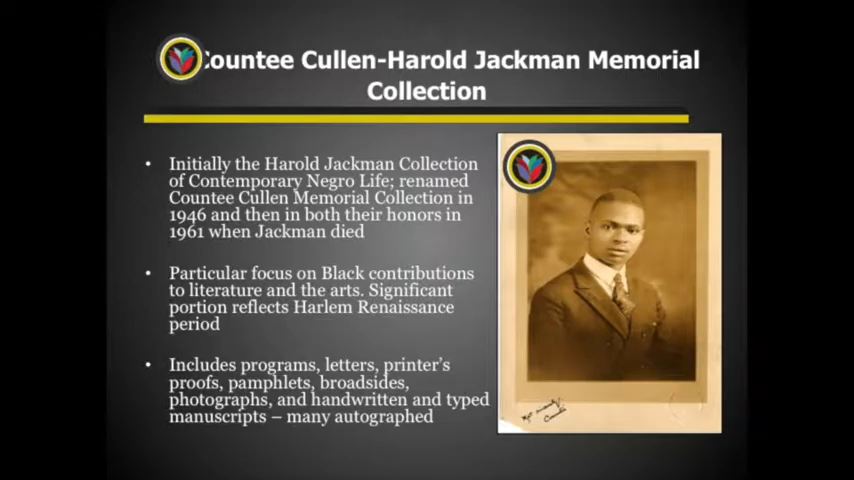 Countee Cullen-Harold Jackman Memorial
Collection
• Initially the Harold Jackman Collection
of Contemporary Negro Life; renamed
Countee Cullen Memorial Collection in
1946 and then in both their honors in
1961 when Jackman died
• Particular focus on Black contributions
to literature and the arts. Significant
portion reflects Harlem Renaissance
period
• Includes programs, letters, printer's
proofs, pamphlets, broadsides,
photographs, and handwritten and typed
manuscripts – many autographed